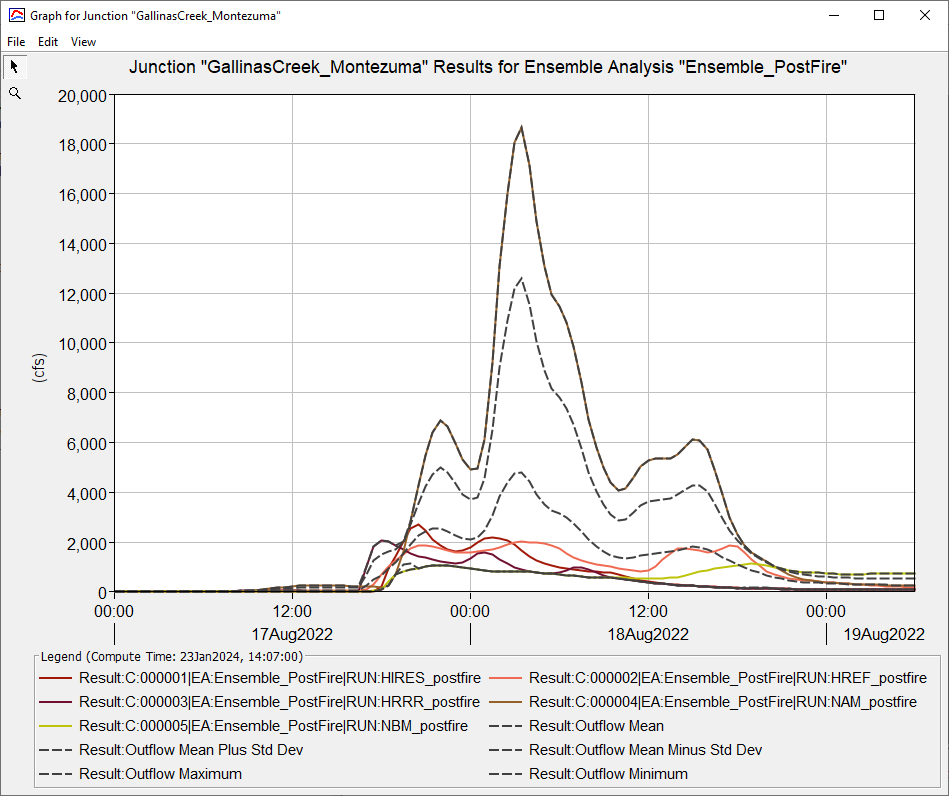 Graph for Junction "GallinasCreek_Montezuma"
File Edit View
Junction "GallinasCreek_Montezuma" Results for Ensemble Analysis "Ensemble_PostFire"
20,000
18,000
16,000
14,000
12,000
10,000
8,000
6,000
4,000
2,000
0
(cfs)
00:00 12:00 00:00 12:00 00:00
17Aug2022 18Aug2022 19Aug2022
Legend (Compute Time: 23Jan2024, 14:07:00)
Result:C:000001|EA:Ensemble_PostFire|RUN:HIRES_postfire Result:C:000002|EA:Ensemble_PostFire|RUN:HREF_postfire
Result:C:000003|EA:Ensemble_PostFire|RUN:HRRR_postfire Result:C:000004|EA:Ensemble_PostFire|RUN:NAM_postfire
Result:C:000005|EA:Ensemble_PostFire|RUN:NBM_postfire Result:Outflow Mean
Result:Outflow Mean Plus Std Dev Result:Outflow Mean Minus Std Dev
Result:Outflow Maximum Result:Outflow Minimum